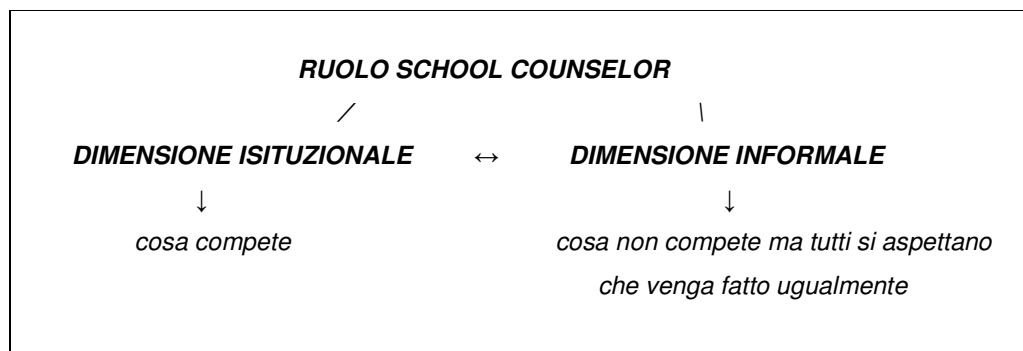 RUOLO SCHOOL COUNSELOR
/ \
DIMENSIONE ISITUZIONALE ↔ DIMENSIONE INFORMALE
↓ ↓
cosa compete cosa non compete ma tutti si aspettano
che venga fatto ugualmente